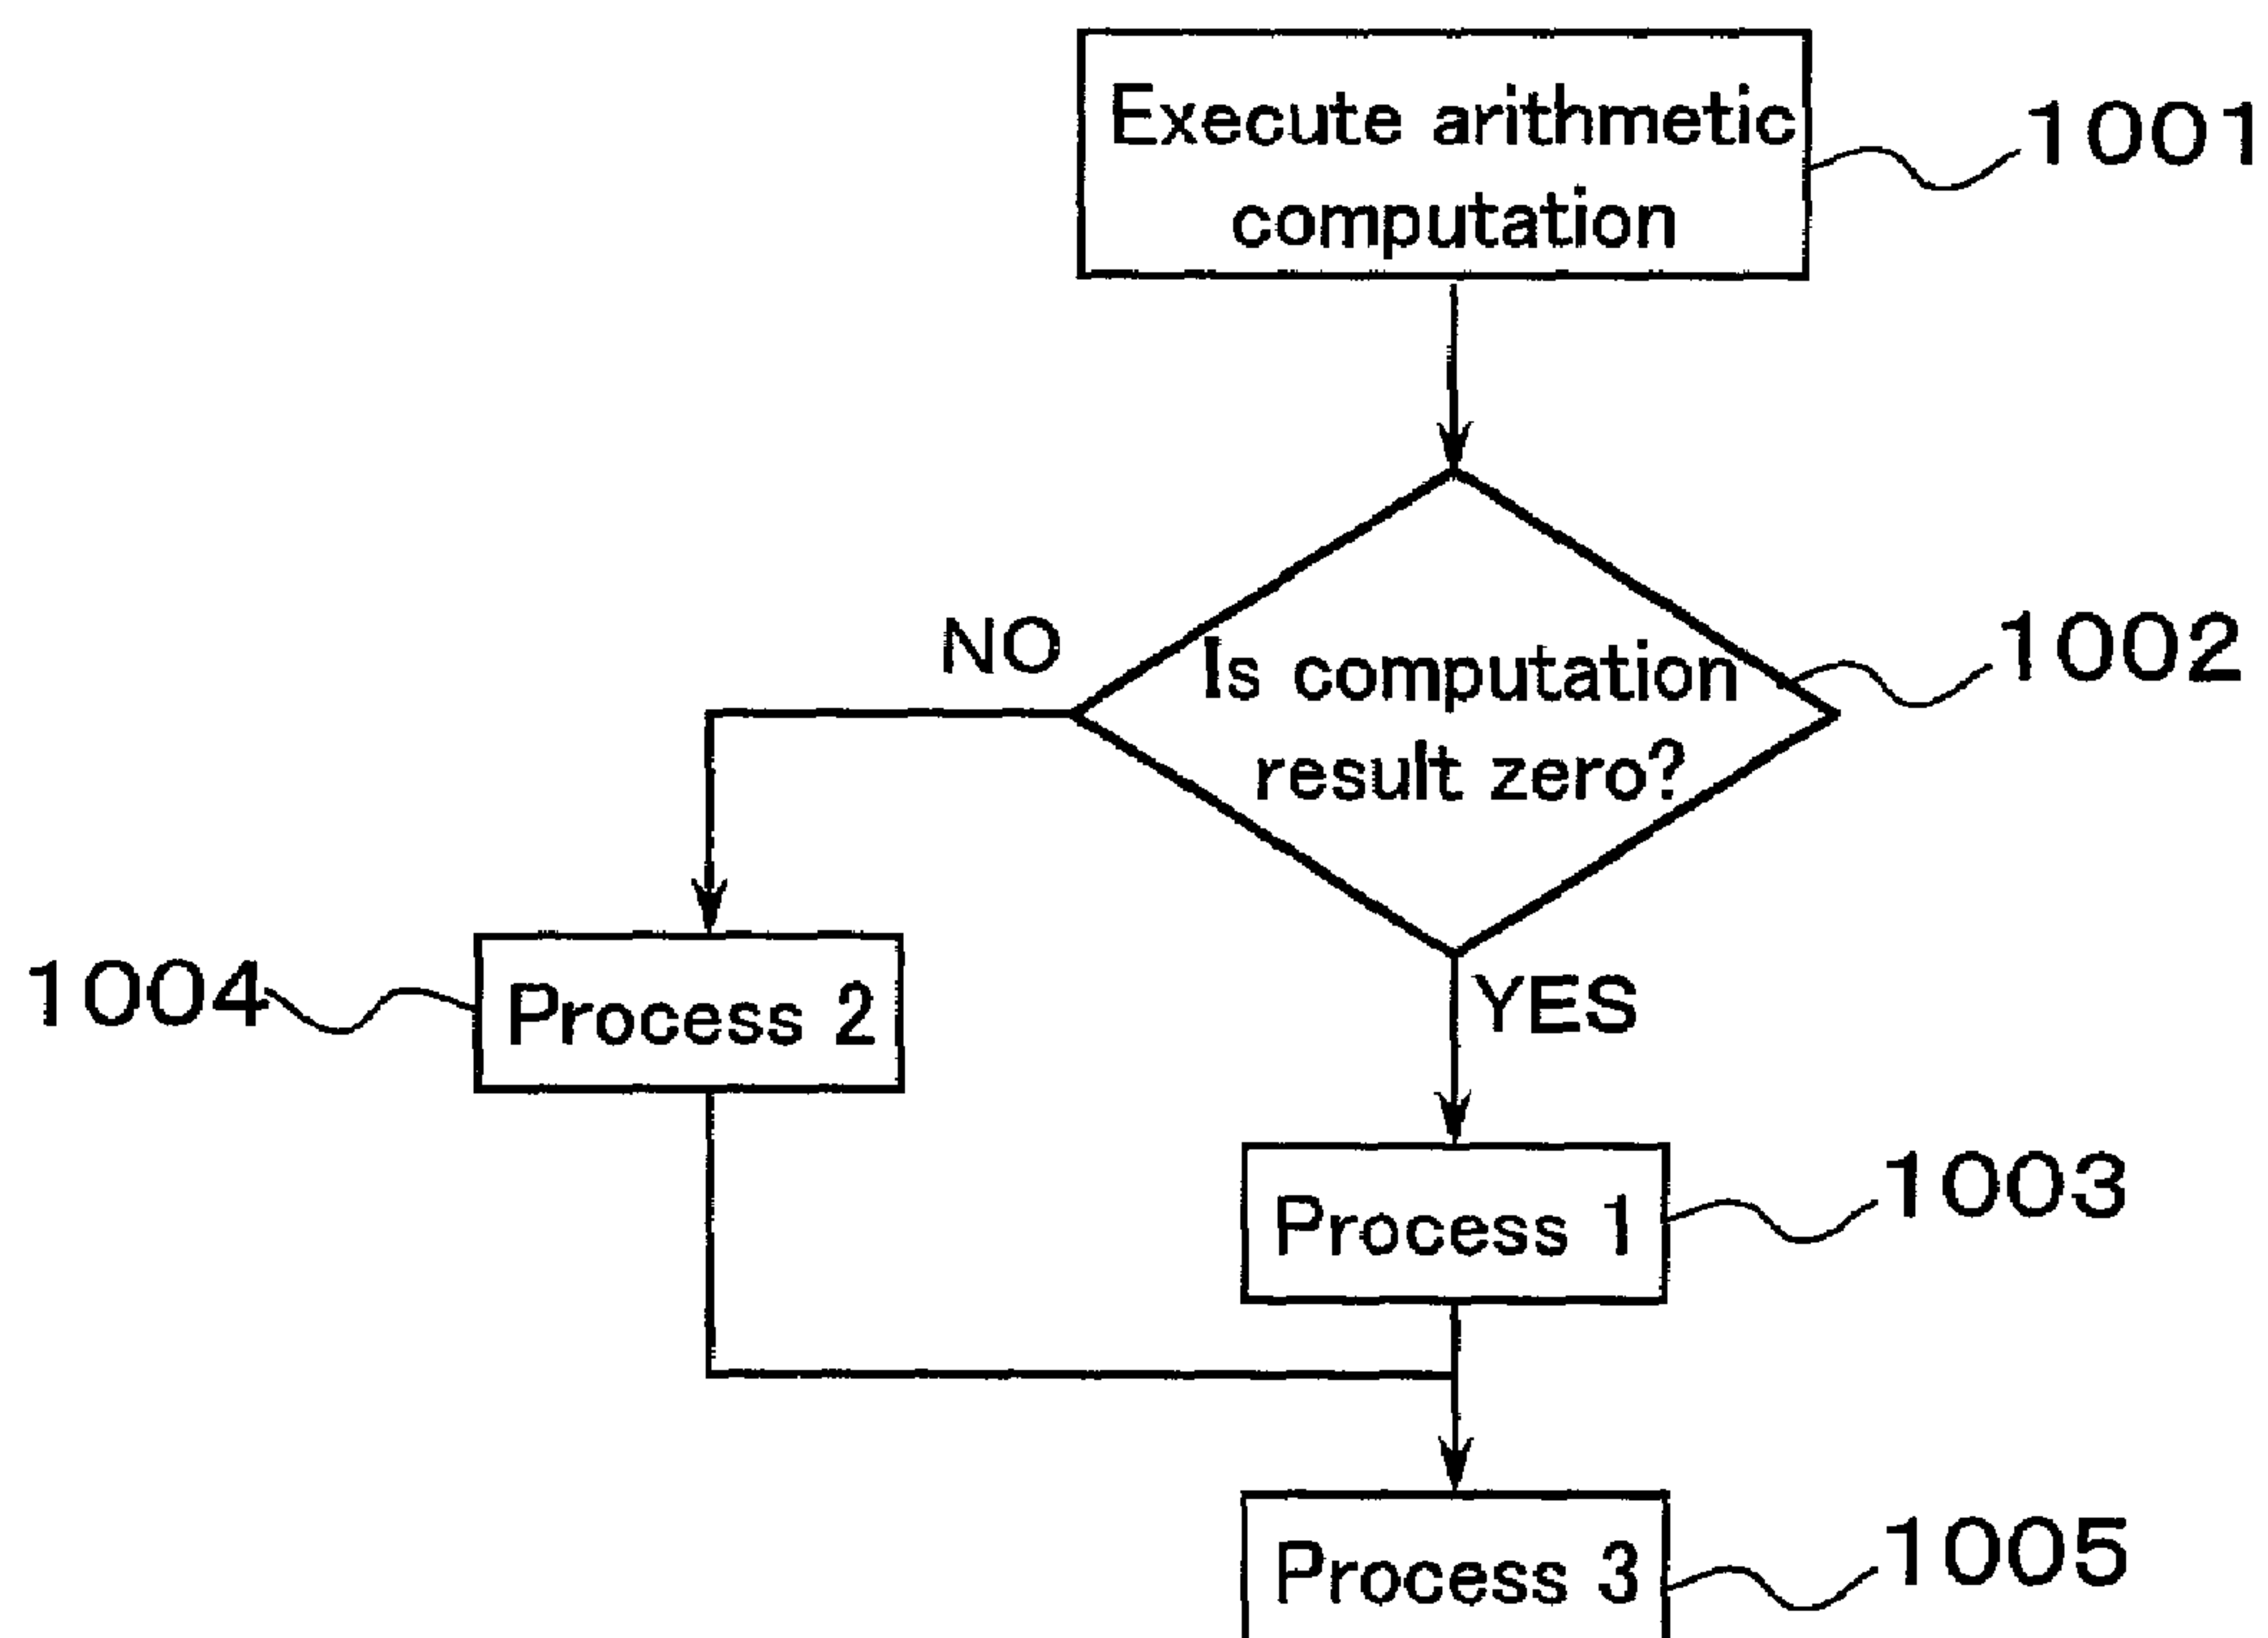 Execute arithmetic
computation
1001
NO
Is computation
result zero?
1002
1004
Process 2
YES
Process 1
1003
Process 3
1005